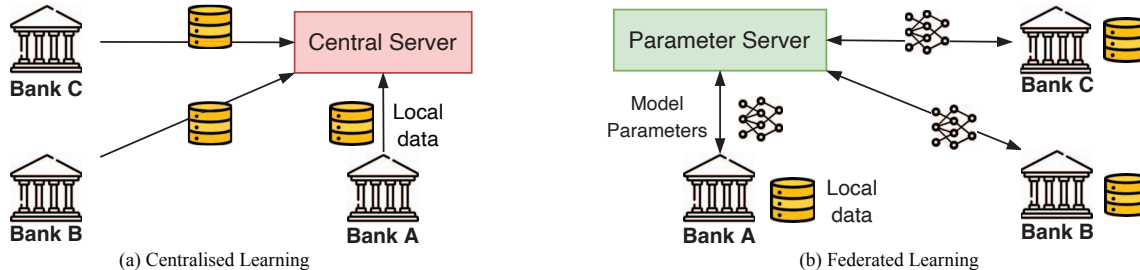 Central Server
Bank C
Local
data
Bank B
Bank A
(a) Centralised Learning
Parameter Server
Bank C
Model
Parameters
Local
data
Bank A
Bank B
(b) Federated Learning